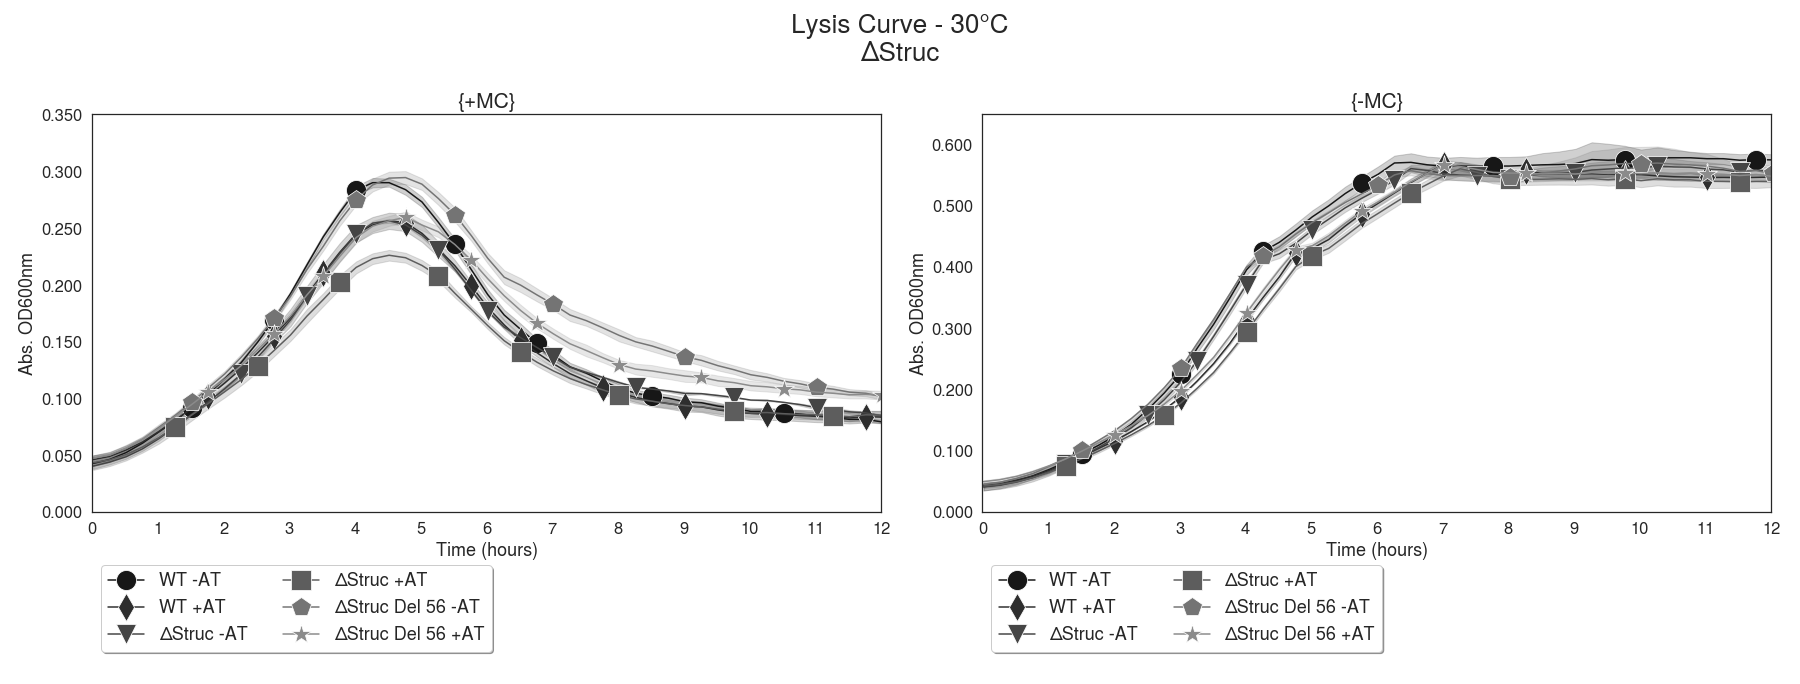 Lysis Curve - 30°C
ΔStruc
{+MC}
0.350
0.300
0.250
0.200
0.150
0.100
0.050
0.000
Abs. OD600nm
0 1 2 3 4 5 6 7 8 9 10 11 12
Time (hours)
WT -AT
WT +AT
ΔStruc -AT
ΔStruc +AT
ΔStruc Del 56 -AT
ΔStruc Del 56 +AT
{-MC}
0.600
0.500
0.400
0.300
0.200
0.100
0.000
Abs. OD600nm
0 1 2 3 4 5 6 7 8 9 10 11 12
Time (hours)
WT -AT
WT +AT
ΔStruc -AT
ΔStruc +AT
ΔStruc Del 56 -AT
ΔStruc Del 56 +AT